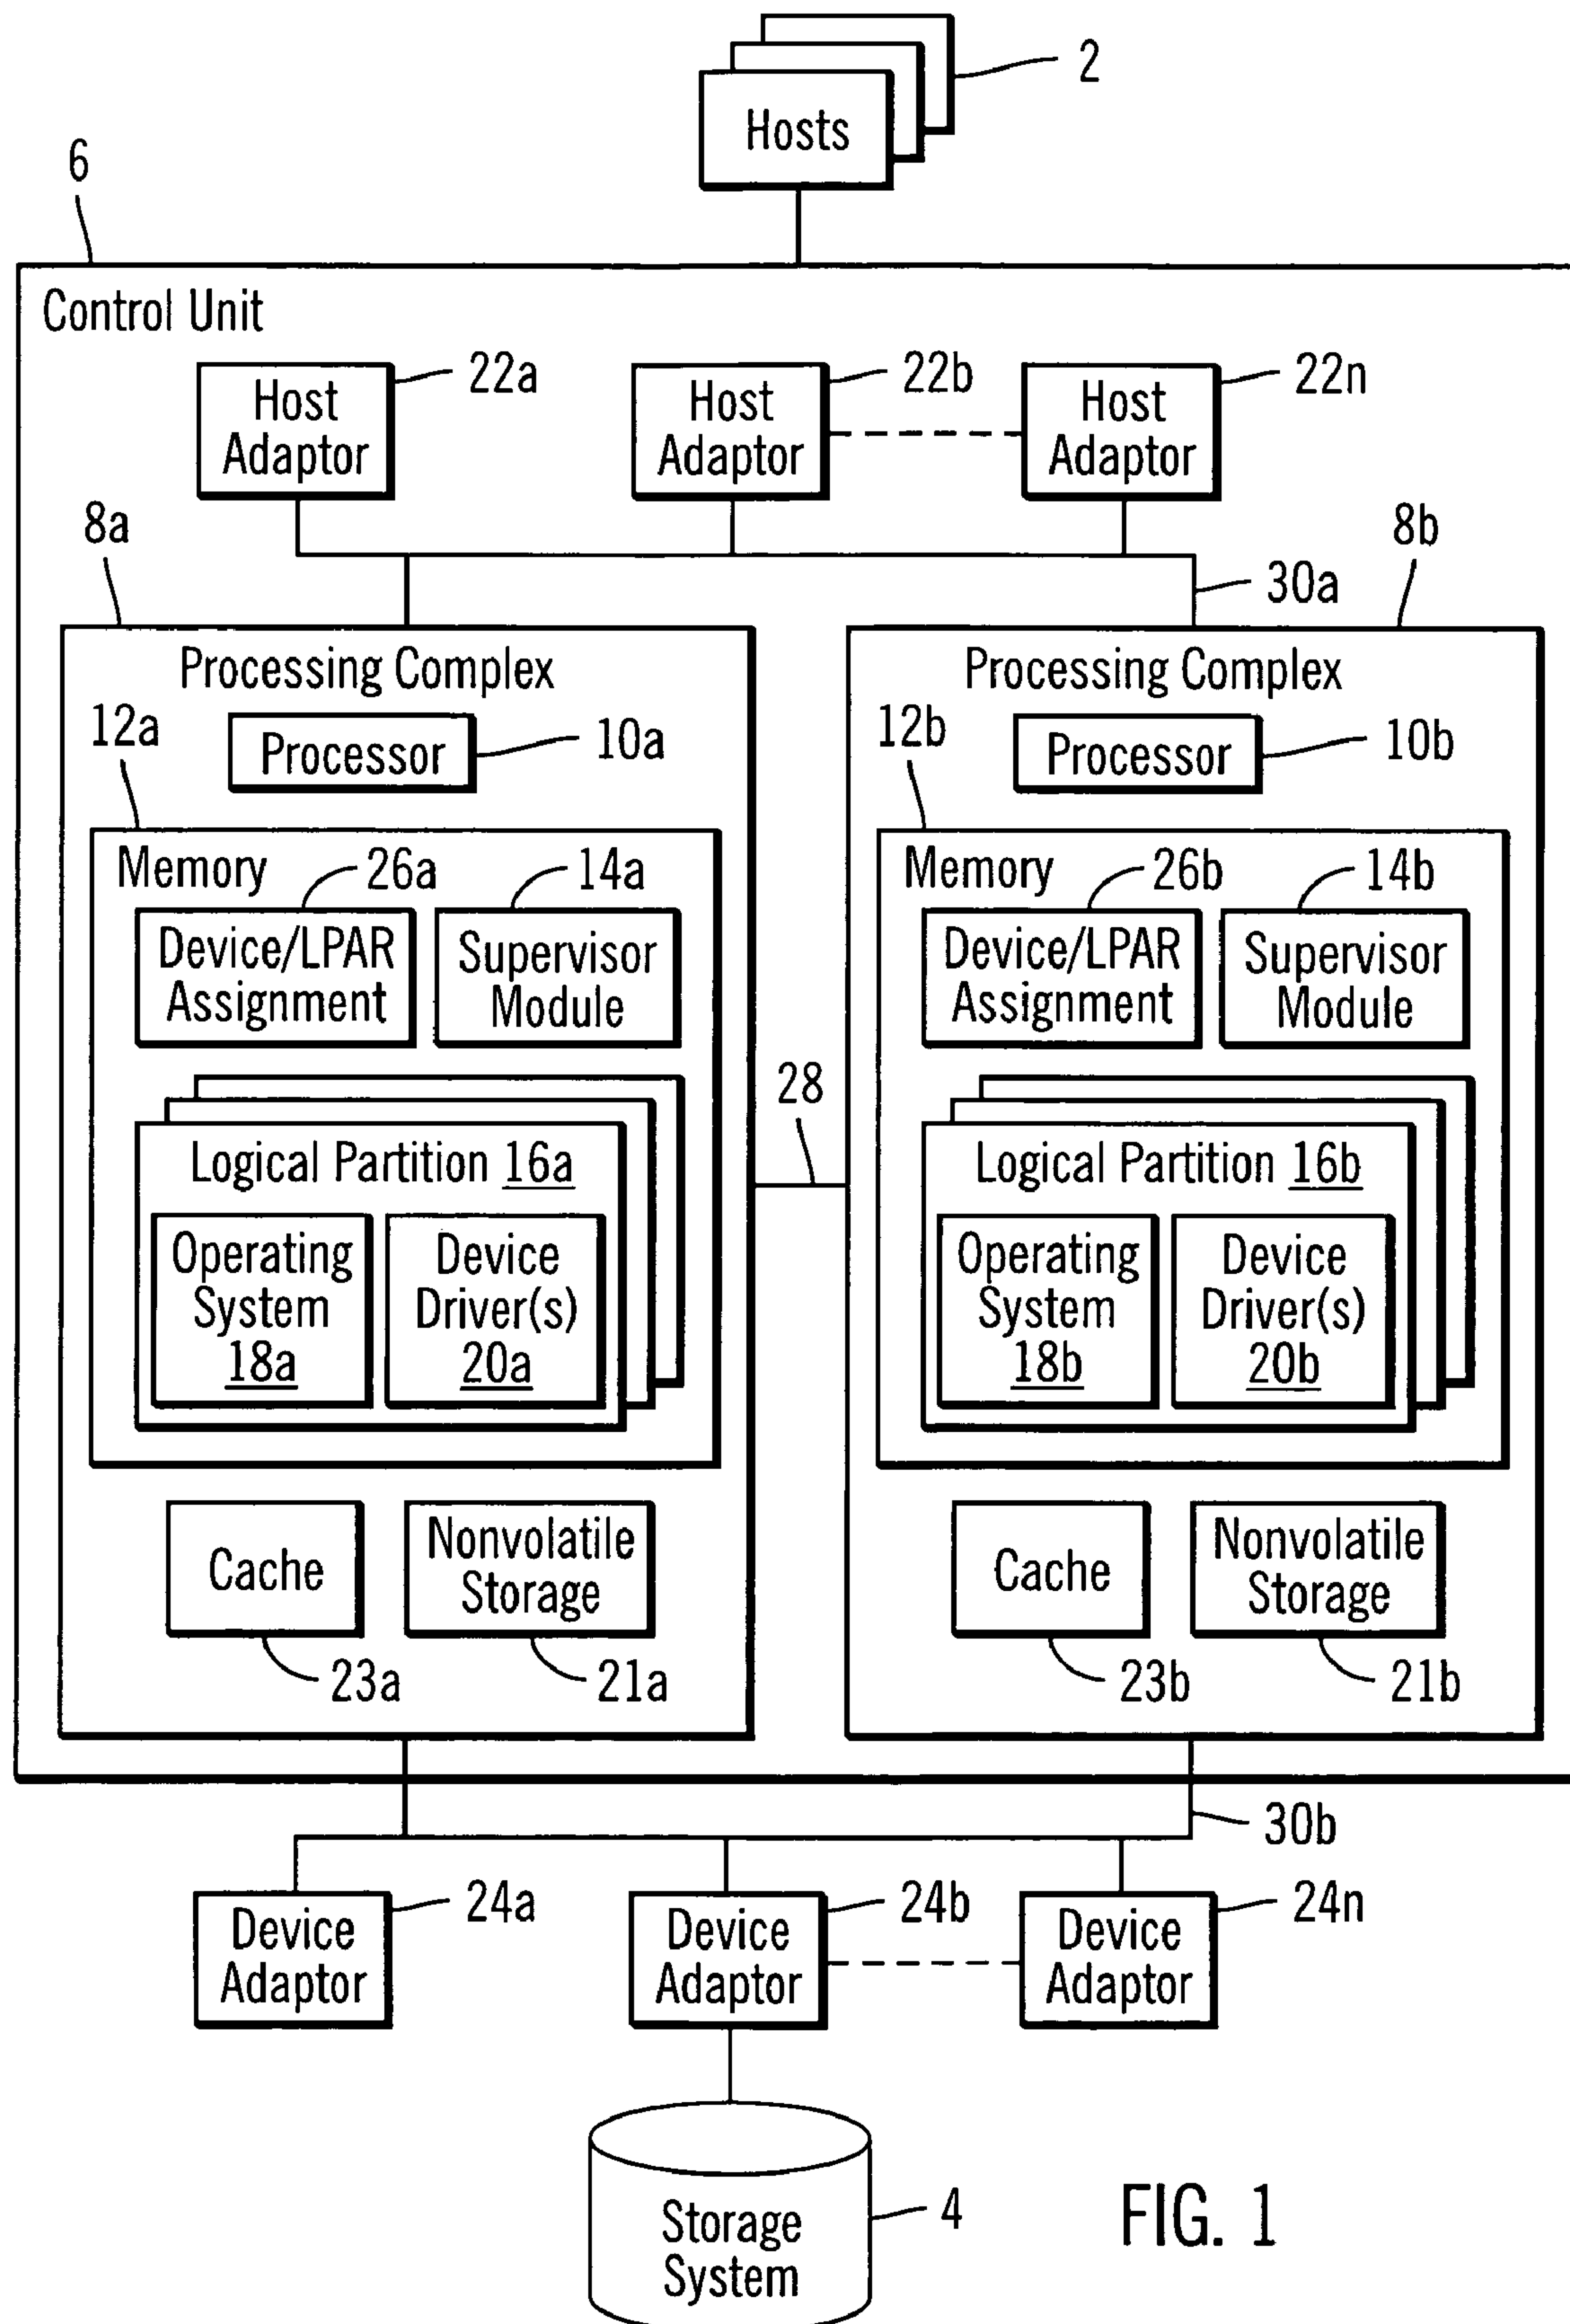 2
Hosts
6
Control Unit
22a
22b
22n
Host
Adaptor
Host
Adaptor
Host
Adaptor
8a
8b
30a
Processing Complex
12a
Processor
10a
Memory
26a
14a
Device/LPAR
Assignment
Supervisor
Module
Logical Partition 16a
Operating
System
18a
Device
Driver(s)
20a
Cache
Nonvolatile
Storage
23a
21a
28
Processing Complex
12b
Processor
10b
Memory
26b
14b
Device/LPAR
Assignment
Supervisor
Module
Logical Partition 16b
Operating
System
18b
Device
Driver(s)
20b
Cache
Nonvolatile
Storage
23b
21b
30b
24a
24b
24n
Device
Adaptor
Device
Adaptor
Device
Adaptor
Storage
System
4
FIG. 1